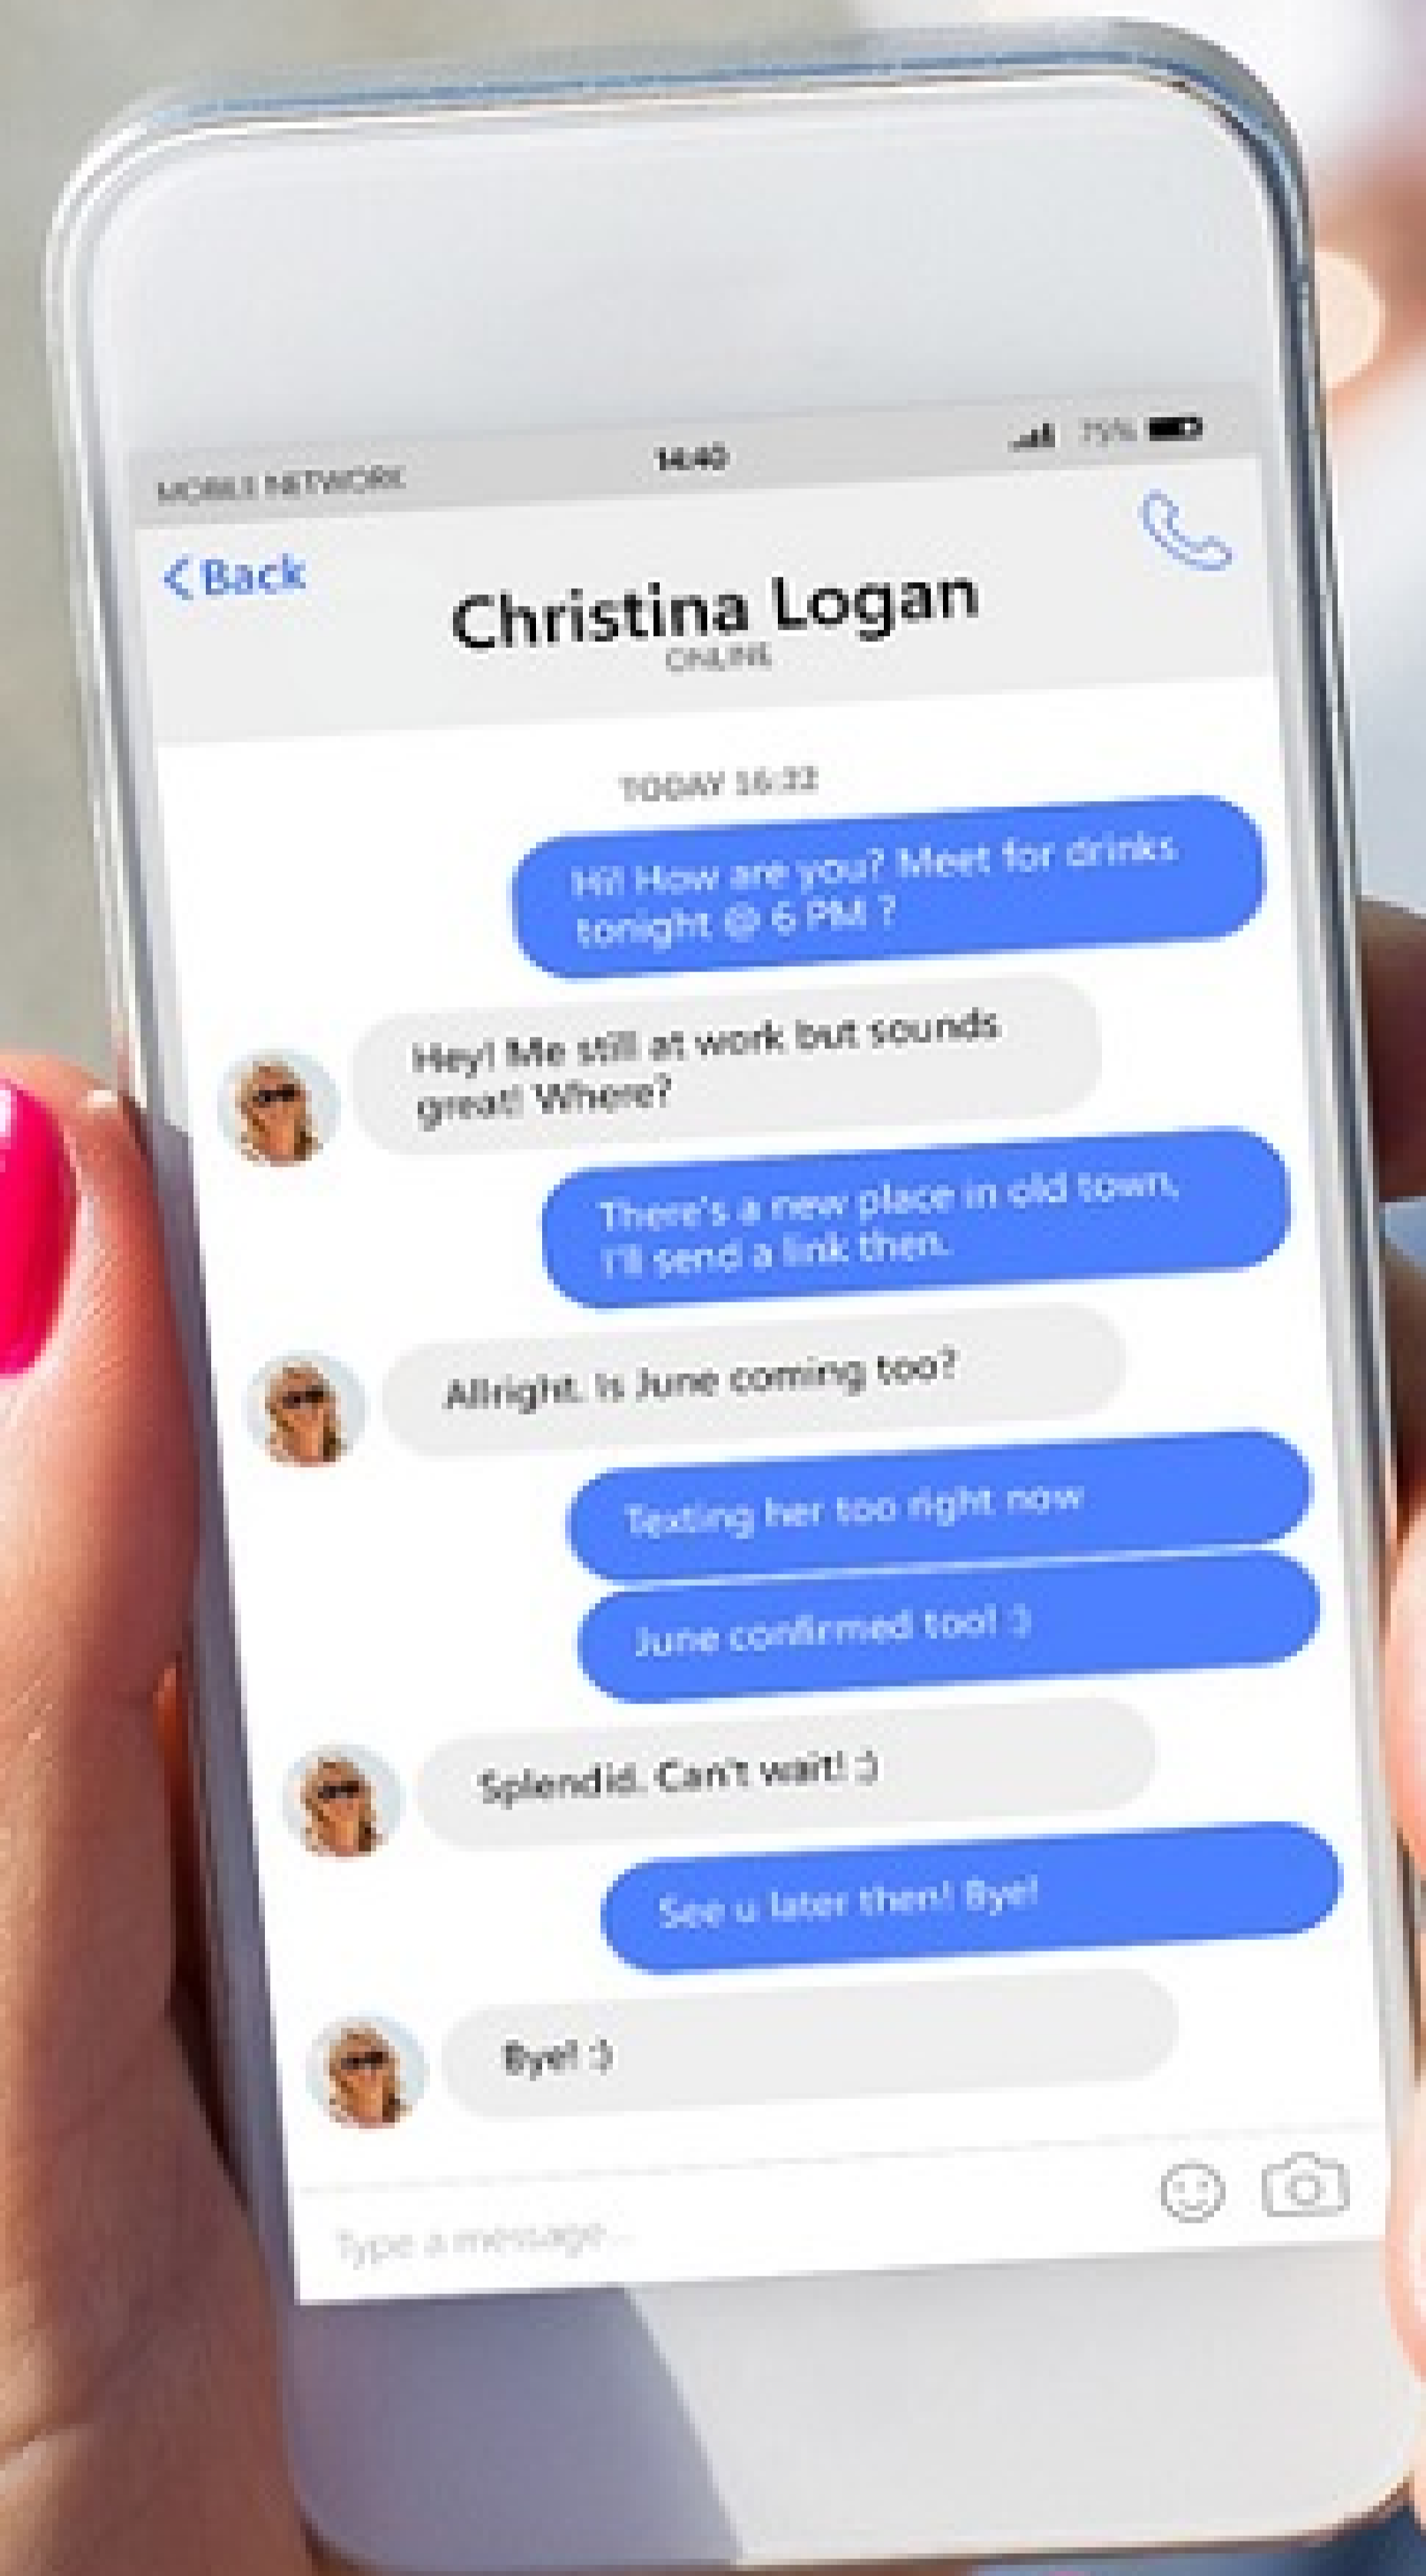 MOBILE NETWORK 14:40 75%
Back
Christina Logan
ONLINE
TODAY 16:22
Hi! How are you? Meet for drinks
tonight @ 6 PM ?
Hey! Me still at work but sounds
great! Where?
There's a new place in old town,
I'll send a link then.
Allright. Is June coming too?
Texting her too right now
June confirmed too! :)
Splendid. Can't wait! :)
See u later then! Bye!
Bye! :)
Type a message...